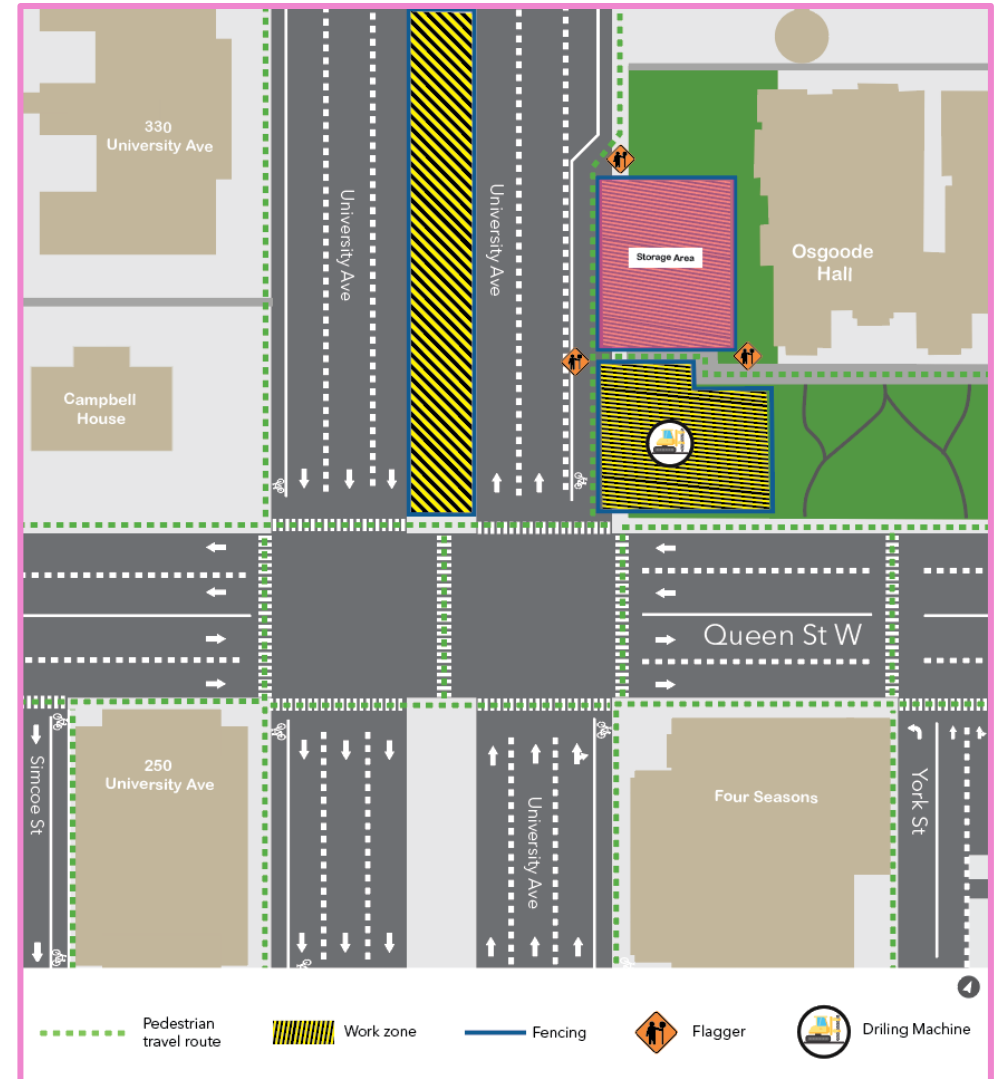 330
University Ave
University Ave
University Ave
Storage Area
Osgoode
Hall
Campbell
House
Queen St W
Simcoe St
250
University Ave
University Ave
Four Seasons
York St
Pedestrian
travel route
Work zone
Fencing
Flagger
Driling Machine